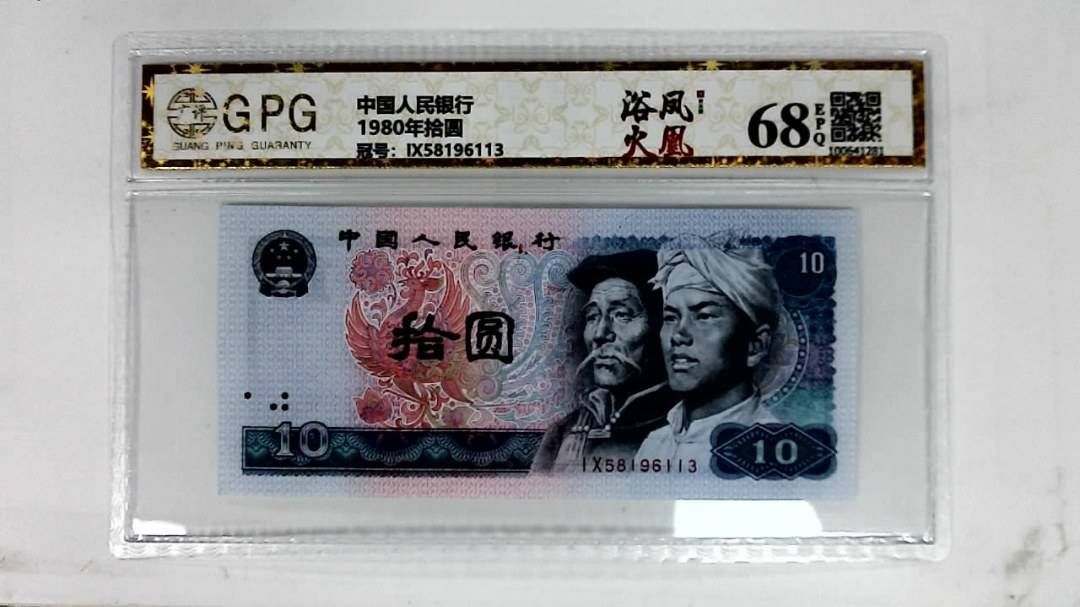 GPG
GUANG PING GUARANTY
中国人民银行
1980年拾圆
冠号：IX58196113
浴凤
火凰
68
EPQ
100641281
中国人民银行
10
拾圆
10
IX58196113
10